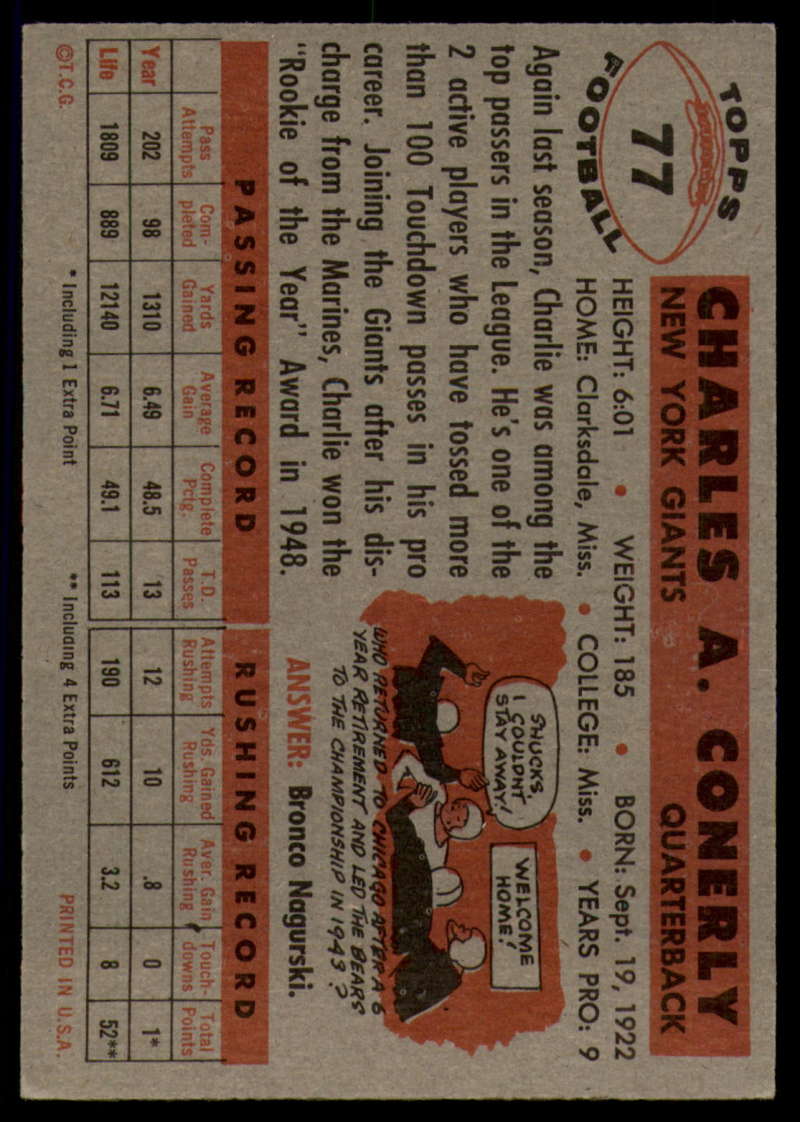 TOPPS
77
FOOTBALL
CHARLES A. CONERLY
NEW YORK GIANTS QUARTERBACK
HEIGHT: 6:01 • WEIGHT: 185 • BORN: Sept. 19, 1922
HOME: Clarksdale, Miss. • COLLEGE: Miss. • YEARS PRO: 9
Again last season, Charlie was among the
top passers in the League. He's one of the
2 active players who have tossed more
than 100 Touchdown passes in his pro
career. Joining the Giants after his dis-
charge from the Marines, Charlie won the
"Rookie of the Year" Award in 1948.
SHUCKS,
I COULDN'T
STAY AWAY!
WELCOME
HOME!
WHO RETURNED TO CHICAGO AFTER A 6
YEAR RETIREMENT AND LED THE BEARS
TO THE CHAMPIONSHIP IN 1943?
ANSWER: Bronco Nagurski.
PASSING RECORD RUSHING RECORD
Pass Attempts Com-pleted Yards Gained Average Gain Complete Pctg. T.D. Passes Attempts Rushing Yds. Gained Rushing Aver. Gain Rushing Touch-downs Total Points
Year 202 98 1310 6.49 48.5 13 12 10 .8 0 1*
Life 1809 889 12140 6.71 49.1 113 190 612 3.2 8 52**
* Including 1 Extra Point ** Including 4 Extra Points
©T.C.G. PRINTED IN U.S.A.